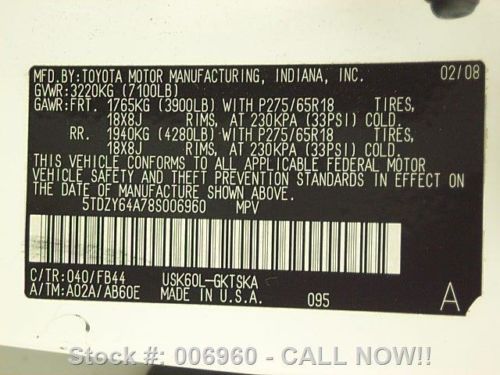 MFD.BY:TOYOTA MOTOR MANUFACTURING, INDIANA, INC. 02/08
GVWR:3220KG (7100LB)
GAWR:FRT. 1765KG (3900LB) WITH P275/65R18 TIRES,
18X8J RIMS, AT 230KPA (33PSI) COLD.
RR. 1940KG (4280LB) WITH P275/65R18 TIRES,
18X8J RIMS, AT 230KPA (33PSI) COLD.
THIS VEHICLE CONFORMS TO ALL APPLICABLE FEDERAL MOTOR
VEHICLE SAFETY AND THEFT PREVENTION STANDARDS IN EFFECT
ON THE DATE OF MANUFACTURE SHOWN ABOVE.
5TDZY64A78S006960 MPV
C/TR:040/FB44 USK60L-GKTSKA
A/TM:A02A/AB60E MADE IN U.S.A. 095 A
Stock #: 006960 - CALL NOW!!